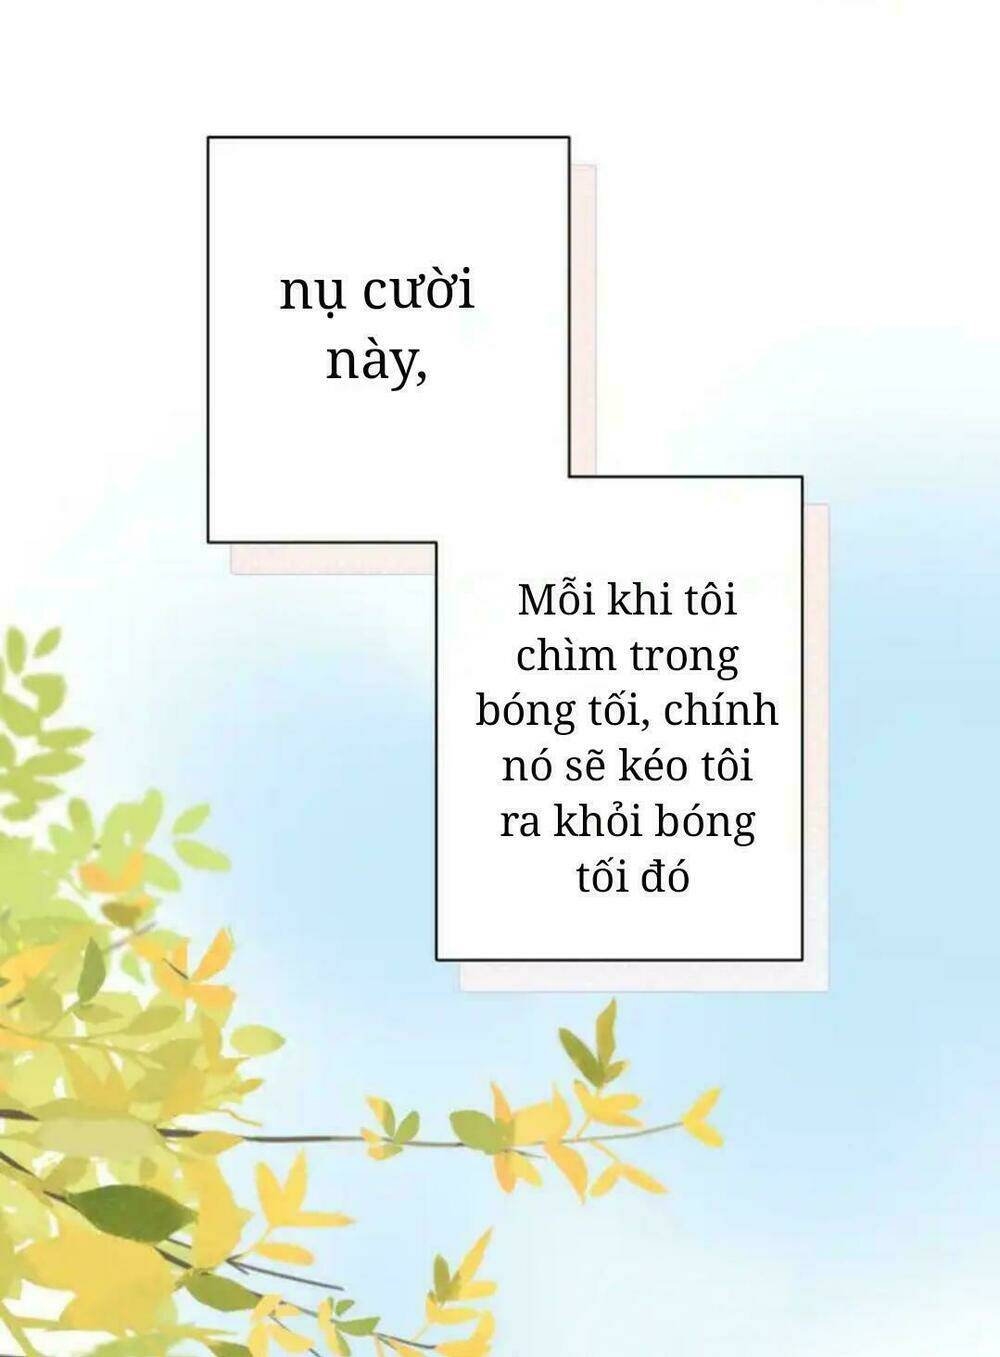 nụ cười
này,
Mỗi khi tôi
chìm trong
bóng tối, chính
nó sẽ kéo tôi
ra khỏi bóng
tối đó